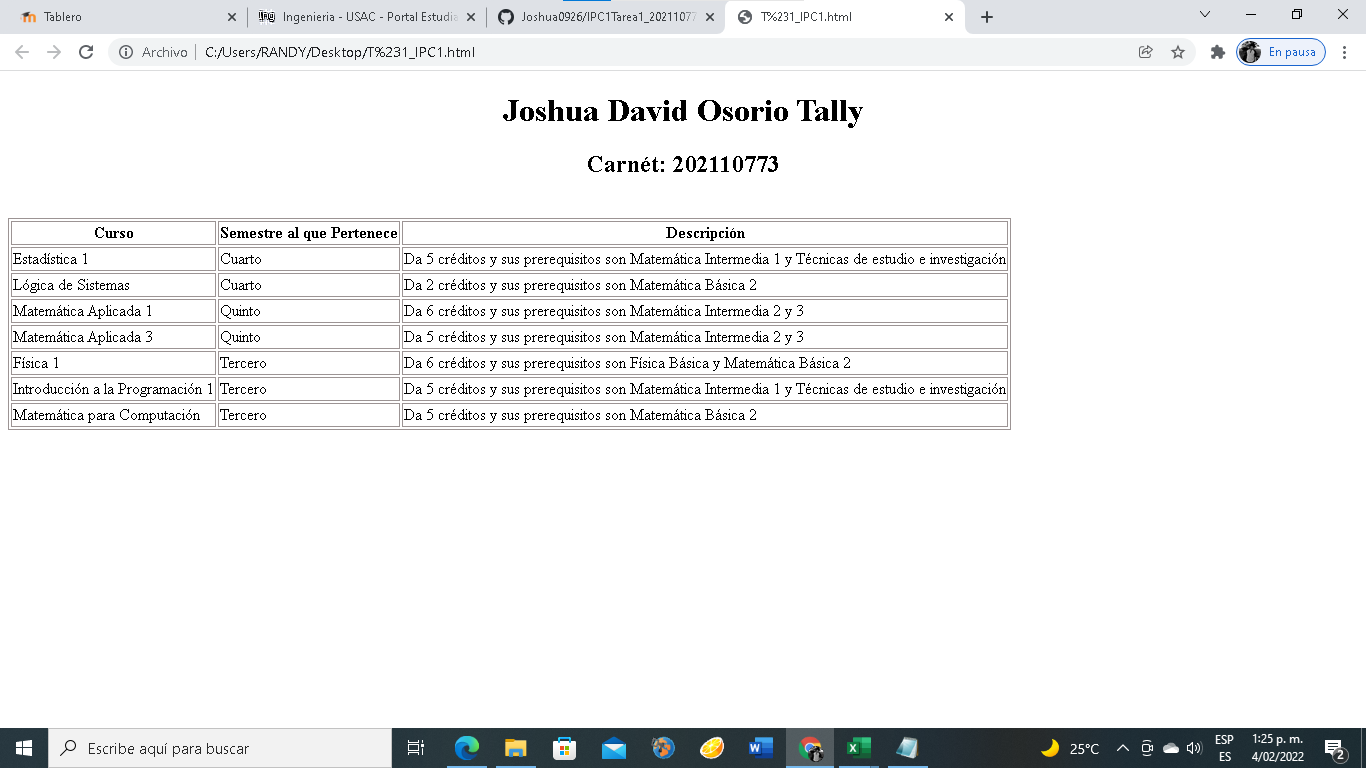 Tablero
Ingenieria - USAC - Portal Estudia
Joshua0926/IPC1Tarea1_20211077
T%231_IPC1.html
Archivo
C:/Users/RANDY/Desktop/T%231_IPC1.html
En pausa
Joshua David Osorio Tally
Carnét: 202110773
Curso Semestre al que Pertenece Descripción
Estadística 1 Cuarto Da 5 créditos y sus prerequisitos son Matemática Intermedia 1 y Técnicas de estudio e investigación
Lógica de Sistemas Cuarto Da 2 créditos y sus prerequisitos son Matemática Básica 2
Matemática Aplicada 1 Quinto Da 6 créditos y sus prerequisitos son Matemática Intermedia 2 y 3
Matemática Aplicada 3 Quinto Da 5 créditos y sus prerequisitos son Matemática Intermedia 2 y 3
Física 1 Tercero Da 6 créditos y sus prerequisitos son Física Básica y Matemática Básica 2
Introducción a la Programación 1 Tercero Da 5 créditos y sus prerequisitos son Matemática Intermedia 1 y Técnicas de estudio e investigación
Matemática para Computación Tercero Da 5 créditos y sus prerequisitos son Matemática Básica 2
Escribe aquí para buscar
25°C
ESP
ES
1:25 p. m.
4/02/2022
2